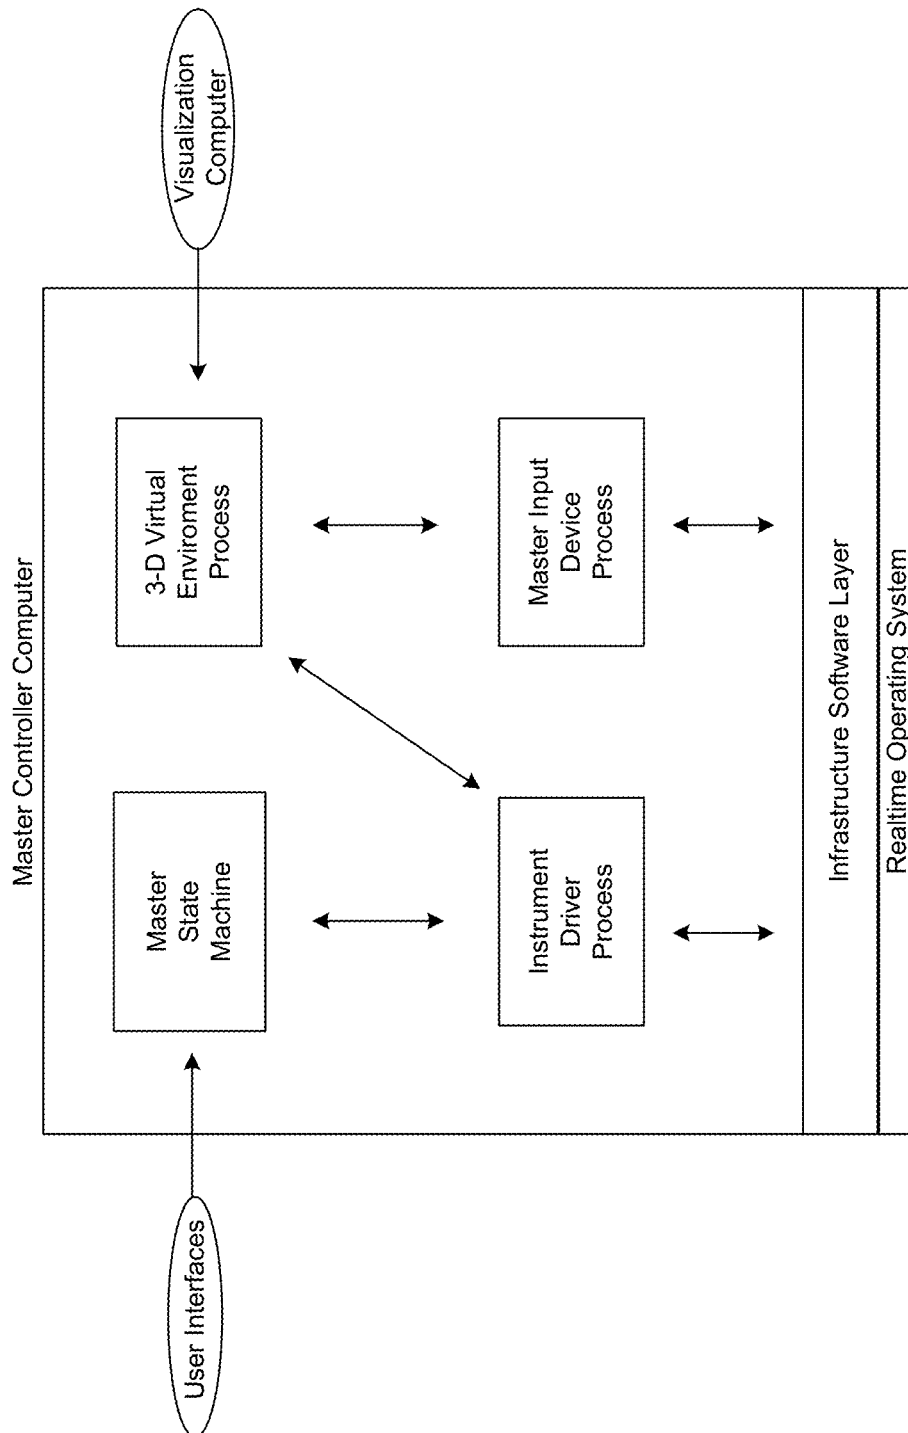 Master Controller Computer
User Interfaces
Master
State
Machine
3-D Virtual
Enviroment
Process
Visualization
Computer
Instrument
Driver
Process
Master Input
Device
Process
Infrastructure Software Layer
Realtime Operating System